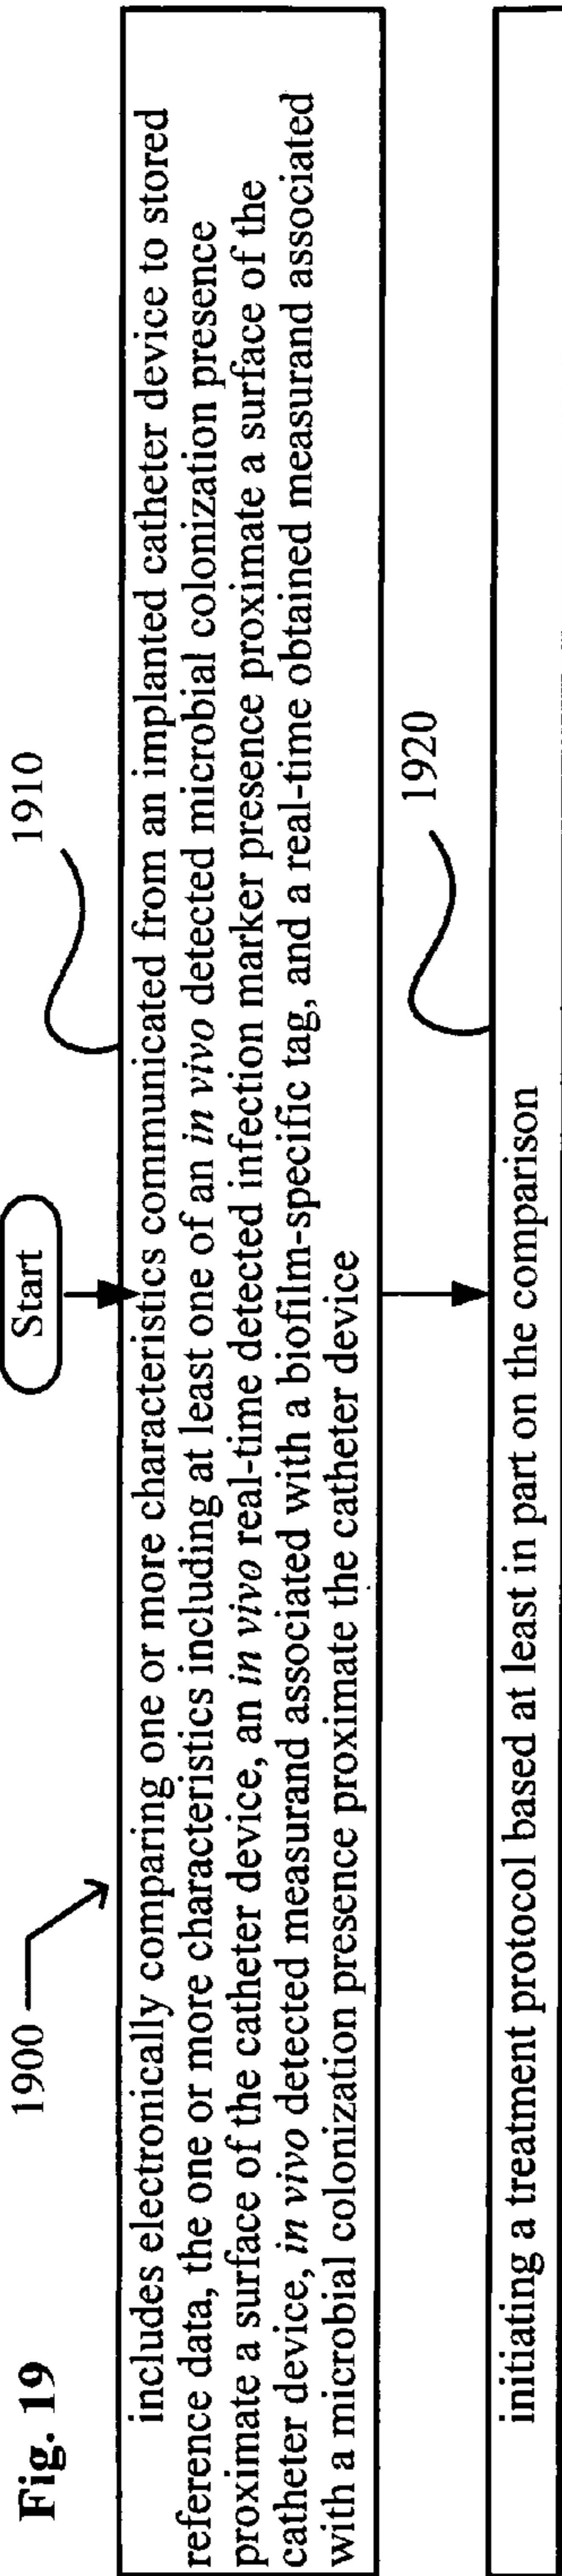 Fig. 19
1900
Start
1910
includes electronically comparing one or more characteristics communicated from an implanted catheter device to stored
reference data, the one or more characteristics including at least one of an in vivo detected microbial colonization presence
proximate a surface of the catheter device, an in vivo real-time detected infection marker presence proximate a surface of the
catheter device, in vivo detected measurand associated with a biofilm-specific tag, and a real-time obtained measurand associated
with a microbial colonization presence proximate the catheter device
1920
initiating a treatment protocol based at least in part on the comparison